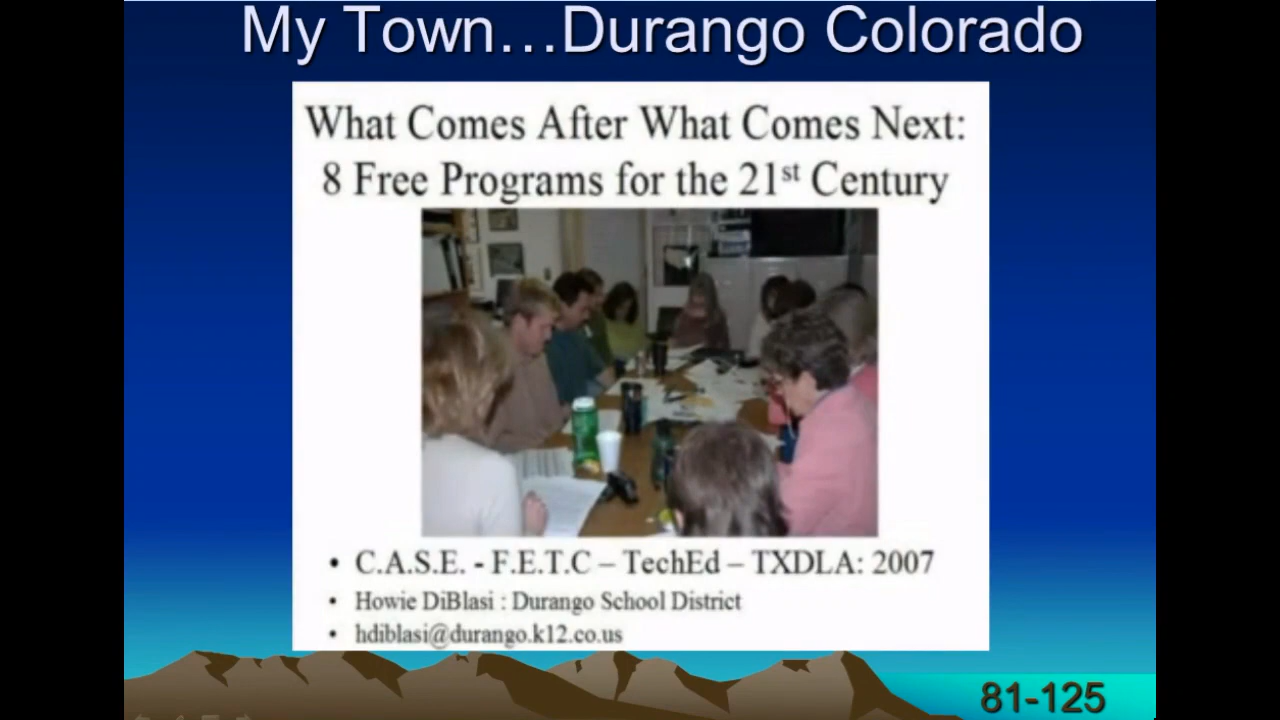 My Town…Durango Colorado
What Comes After What Comes Next:
8 Free Programs for the 21st Century
• C.A.S.E. - F.E.T.C – TechEd – TXDLA: 2007
• Howie DiBlasi : Durango School District
• hdiblasi@durango.k12.co.us
81-125